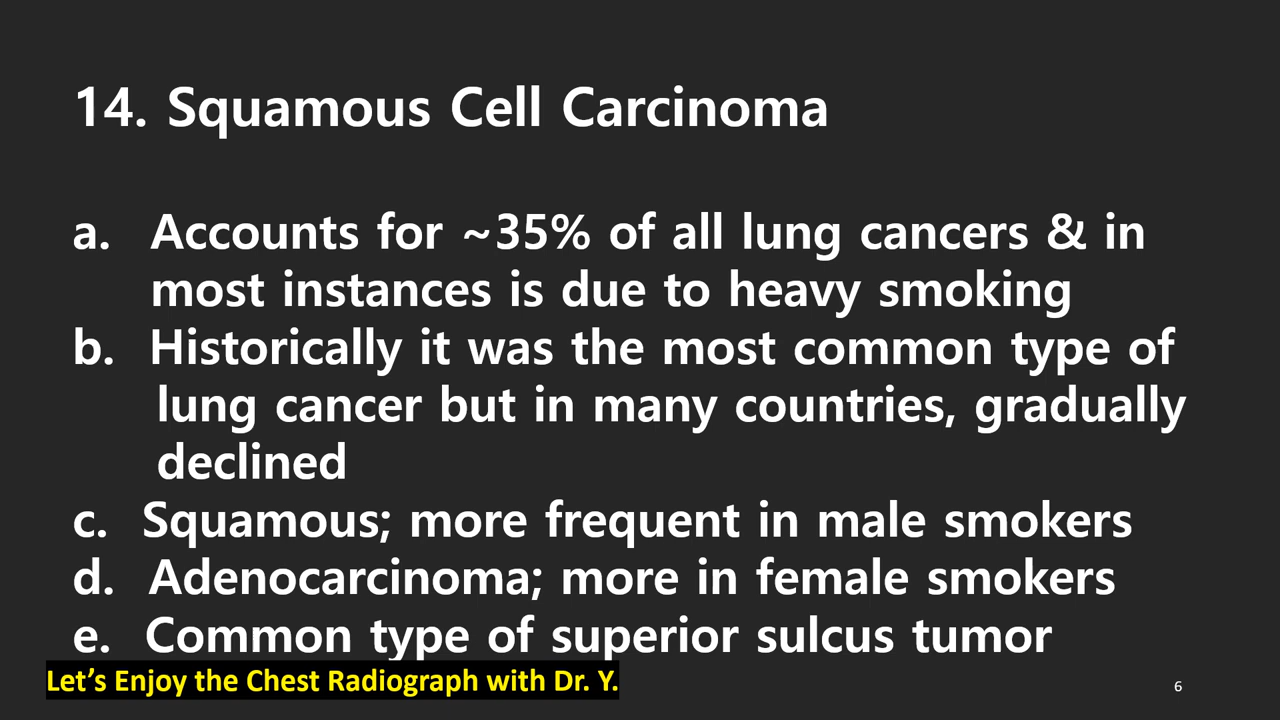 14. Squamous Cell Carcinoma
a. Accounts for ~35% of all lung cancers & in
most instances is due to heavy smoking
b. Historically it was the most common type of
lung cancer but in many countries, gradually
declined
c. Squamous; more frequent in male smokers
d. Adenocarcinoma; more in female smokers
e. Common type of superior sulcus tumor
Let’s Enjoy the Chest Radiograph with Dr. Y.
6